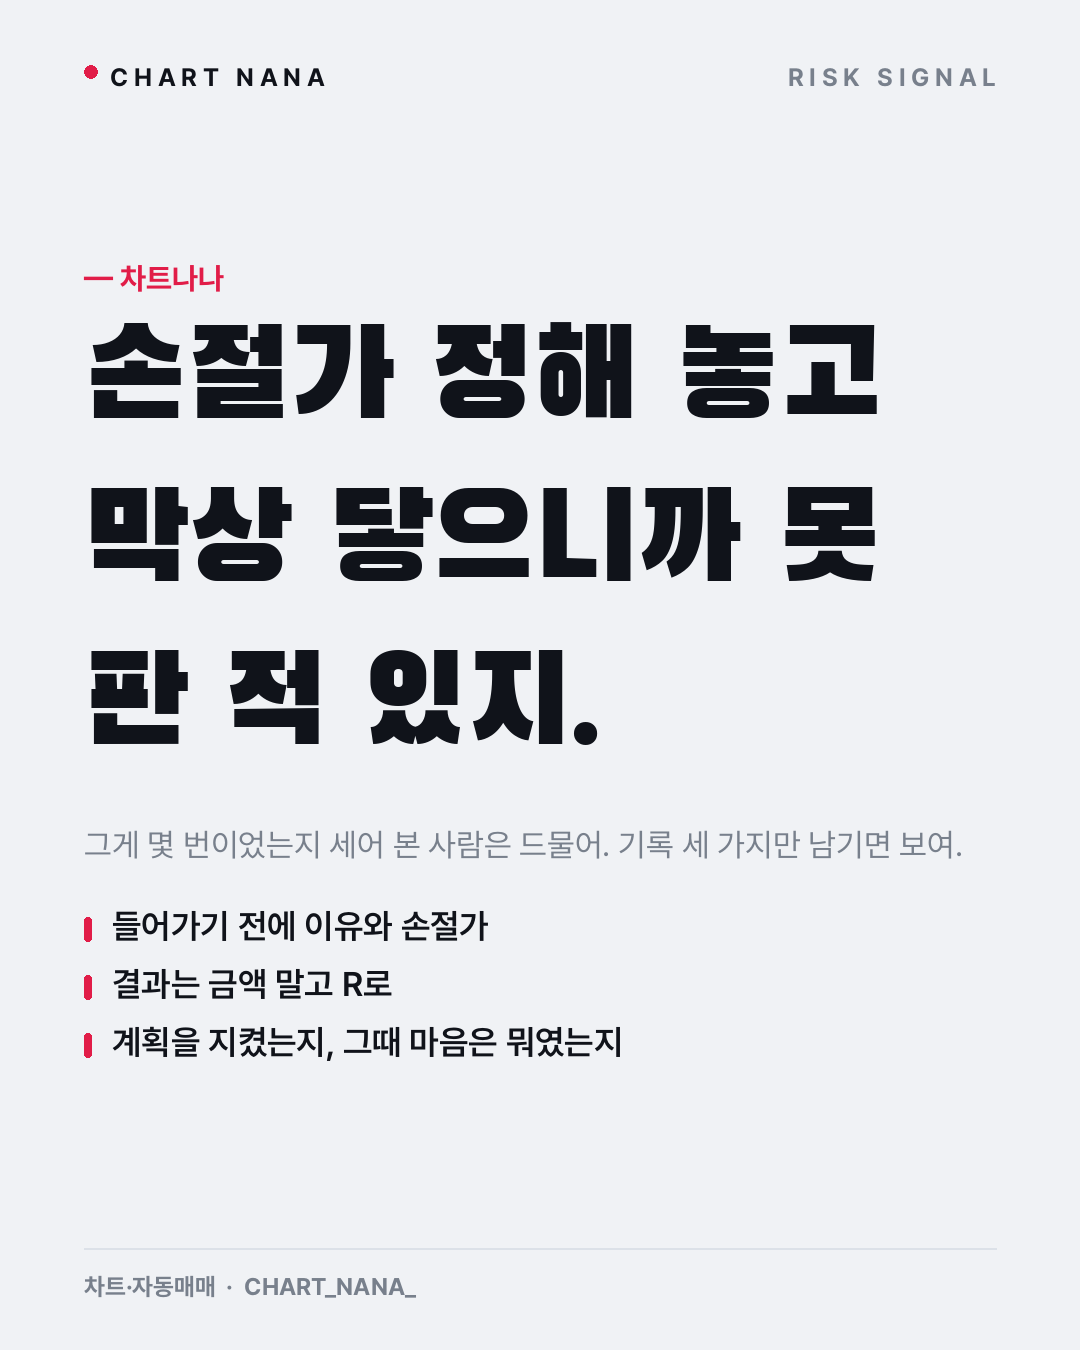 CHART NANA
RISK SIGNAL
— 차트나나
손절가 정해 놓고
막상 닿으니까 못
판 적 있지.
그게 몇 번이었는지 세어 본 사람은 드물어. 기록 세 가지만 남기면 보여.
들어가기 전에 이유와 손절가
결과는 금액 말고 R로
계획을 지켰는지, 그때 마음은 뭐였는지
차트·자동매매 · CHART_NANA_